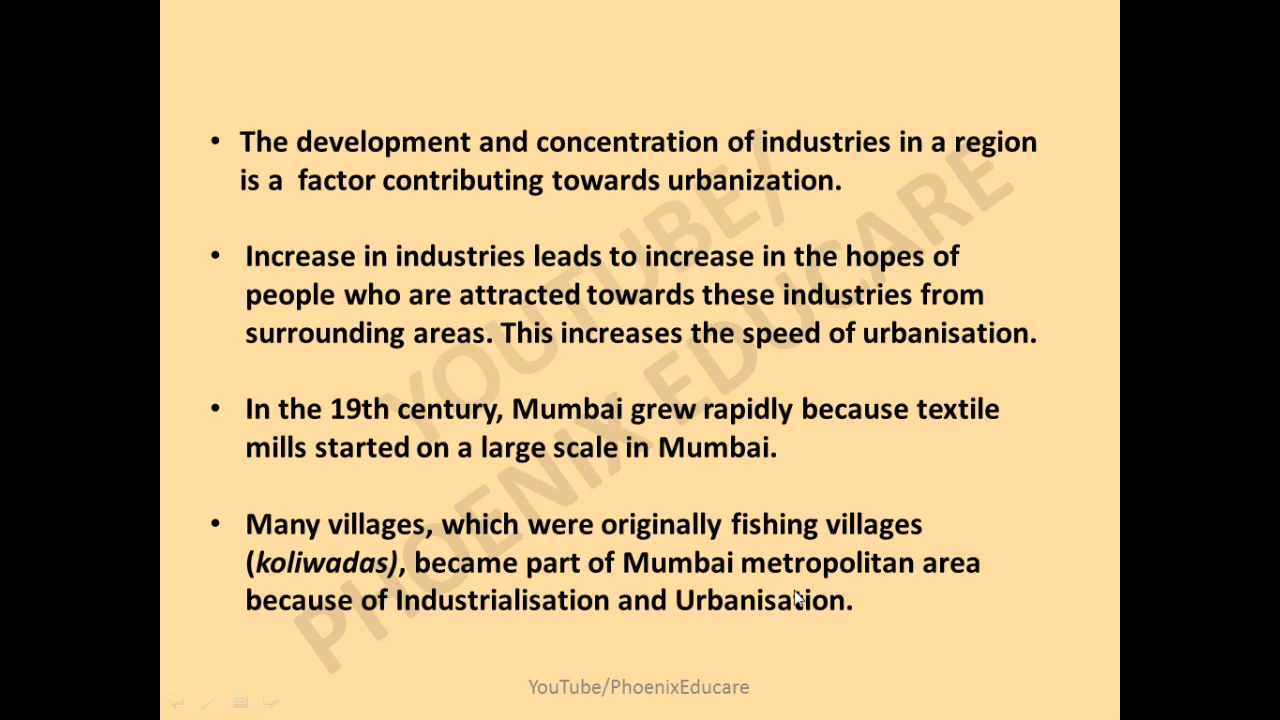 • The development and concentration of industries in a region
is a  factor contributing towards urbanization.
• Increase in industries leads to increase in the hopes of
people who are attracted towards these industries from
surrounding areas. This increases the speed of urbanisation.
• In the 19th century, Mumbai grew rapidly because textile
mills started on a large scale in Mumbai.
• Many villages, which were originally fishing villages
(koliwadas), became part of Mumbai metropolitan area
because of Industrialisation and Urbanisation.
YOUTUBE/
PHOENIX EDUCARE
YouTube/PhoenixEducare